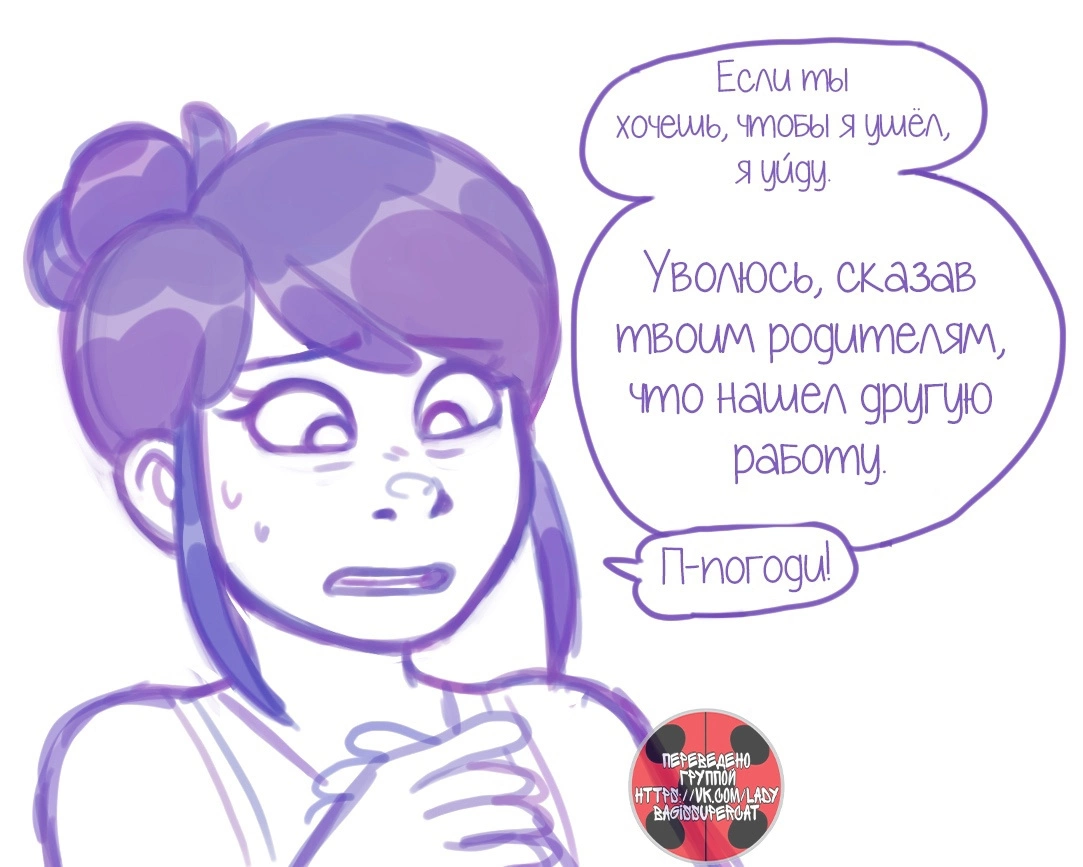 Если ты
хочешь, чтобы я ушёл,
я уйду.
Уволюсь, сказав
твоим родителям,
что нашел другую
работу.
П-погоди!
ПЕРЕВЕДЕНО
ГРУППОЙ
HTTPS://VK.COM/LADY
BAGISSUPERCAT